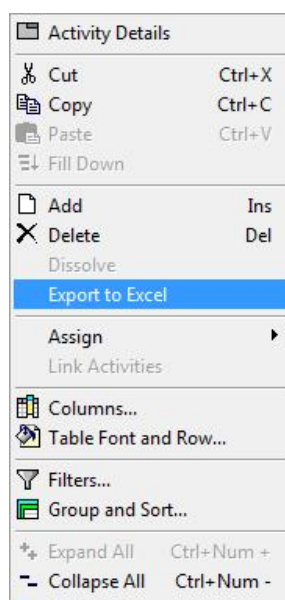 Activity Details
Cut Ctrl+X
Copy Ctrl+C
Paste Ctrl+V
Fill Down
Add Ins
Delete Del
Dissolve
Export to Excel
Assign
Link Activities
Columns...
Table Font and Row...
Filters...
Group and Sort...
Expand All Ctrl+Num +
Collapse All Ctrl+Num -